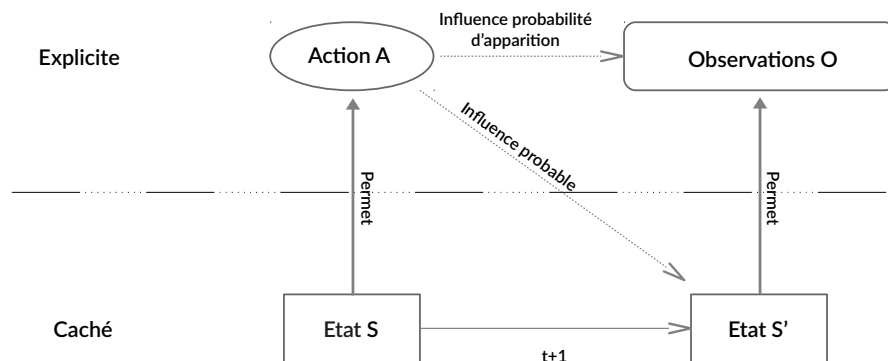 Influence probabilité
d'apparition
Explicite
Action A
Observations O
Influence probable
Permet
Permet
Caché
Etat S
Etat S'
t+1